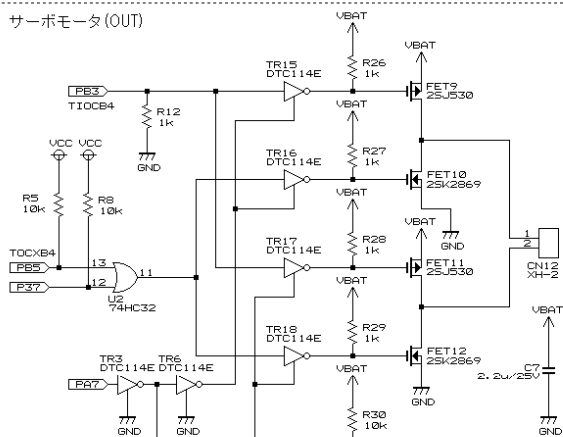 サーボモータ(OUT)
VBAT
VBAT
TR15
DTC114E
R26
1k
PB3
TIOCB4
R12
1k
GND
FET9
2SJ530
VBAT
VCC
VCC
TR16
DTC114E
R27
1k
FET10
2SK2869
R5
10k
R8
10k
VBAT
VBAT
TR17
DTC114E
R28
1k
GND
1
2
CN12
XH-2
TOCXB4
PB5
13
P37
12
11
U2
74HC32
FET11
2SJ530
VBAT
VBAT
TR18
DTC114E
R29
1k
FET12
2SK2869
C7
2.2u/25V
TR3
DTC114E
TR6
DTC114E
PA7
VBAT
GND
GND
R30
10k
GND
GND